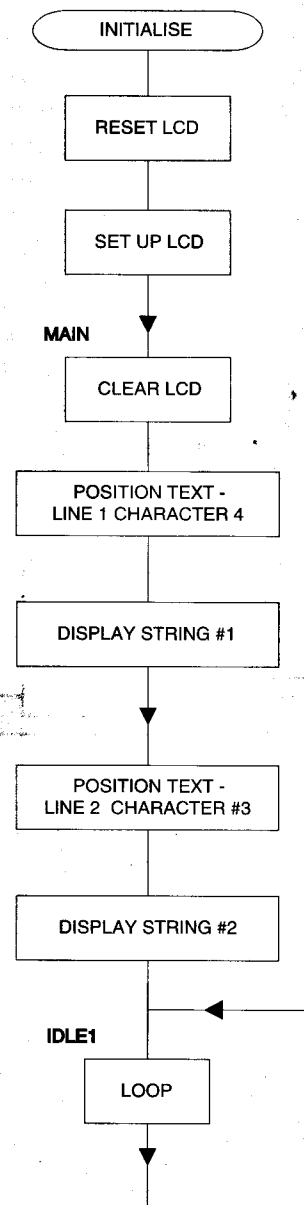 INITIALISE
RESET LCD
SET UP LCD
MAIN
CLEAR LCD
POSITION TEXT -
LINE 1 CHARACTER 4
DISPLAY STRING #1
POSITION TEXT -
LINE 2 CHARACTER #3
DISPLAY STRING #2
IDLE1
LOOP